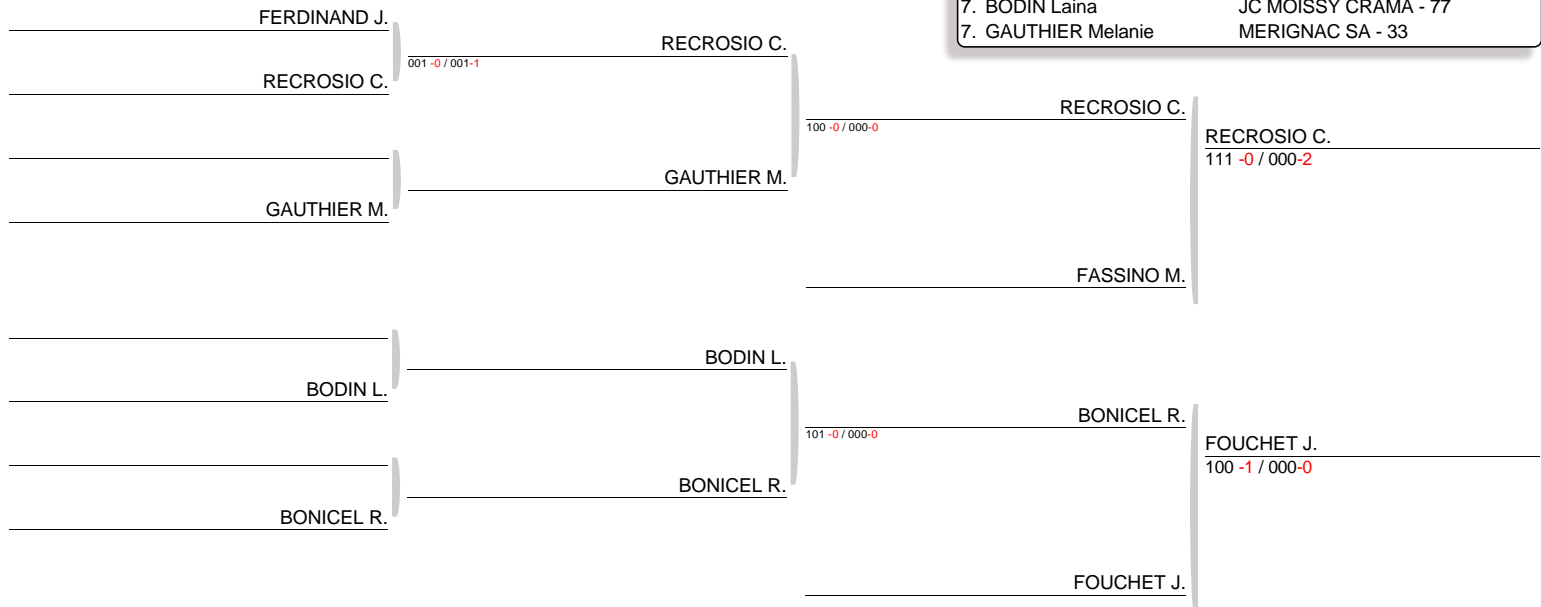 7. BODIN Laina JC MOISSY CRAMA - 77
7. GAUTHIER Melanie MERIGNAC SA - 33
FERDINAND J.
RECROSIO C.
GAUTHIER M.
BODIN L.
BONICEL R.
RECROSIO C.
001 -0 / 001-1
GAUTHIER M.
BODIN L.
BONICEL R.
RECROSIO C.
100 -0 / 000-0
FASSINO M.
BONICEL R.
101 -0 / 000-0
FOUCHET J.
RECROSIO C.
111 -0 / 000-2
FOUCHET J.
100 -1 / 000-0